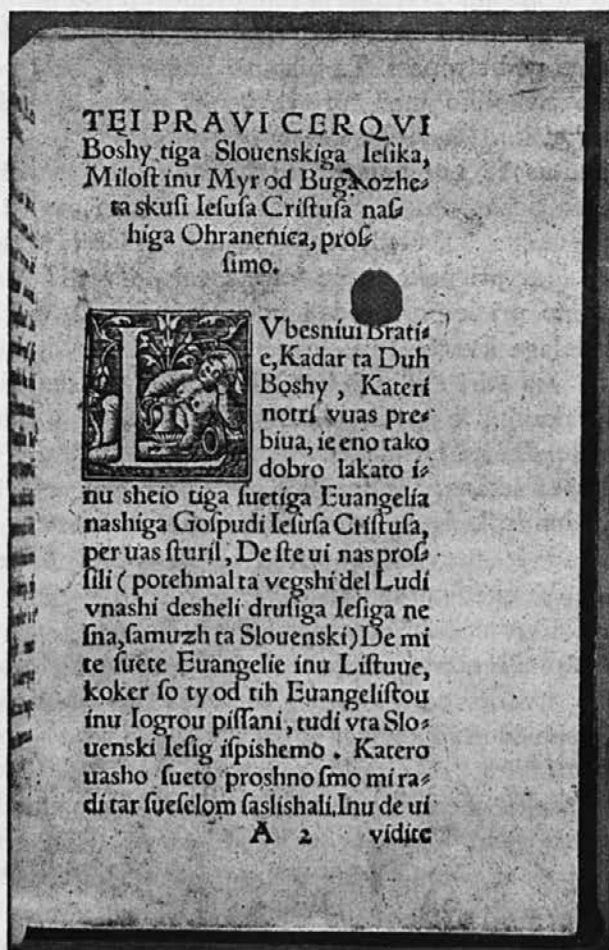 TEI PRAVI CERQVI
Boshy tiga Slouenskiga Ieſika,
Miloſt inu Myr od Buga Ozhe⸗
ta skuſi Ieſuſa Criſtuſa naſ⸗
higa Ohranenica, proſ⸗
ſimo.
LVbesniui Brati⸗
e, Kadar ta Duh
Boshy, Kateri
notri vuas pre⸗
biua, ie eno tako
dobro lakato i⸗
nu sheio tiga ſuetiga Euangelia
nashiga Goſpudi Ieſuſa Ctiſtuſa,
per uas ſturil, De ſte ui nas proſ⸗
ſili (potehmal ta vegshi del Ludi
vnashi desheli druſiga Ieſiga ne
ſna, ſamuzh ta Slouenski) De mi
te ſuete Euangelie inu Liſtuue,
koker ſo ty od tih Euangeliſtou
inu Iogrou piſſani, tudi vta Slo⸗
uenski Ieſig iſpishemo. Katero
uasho ſueto proshno ſmo mi ra⸗
di tar ſueſelom ſaslishali. Inu de ui
A 2 vidite